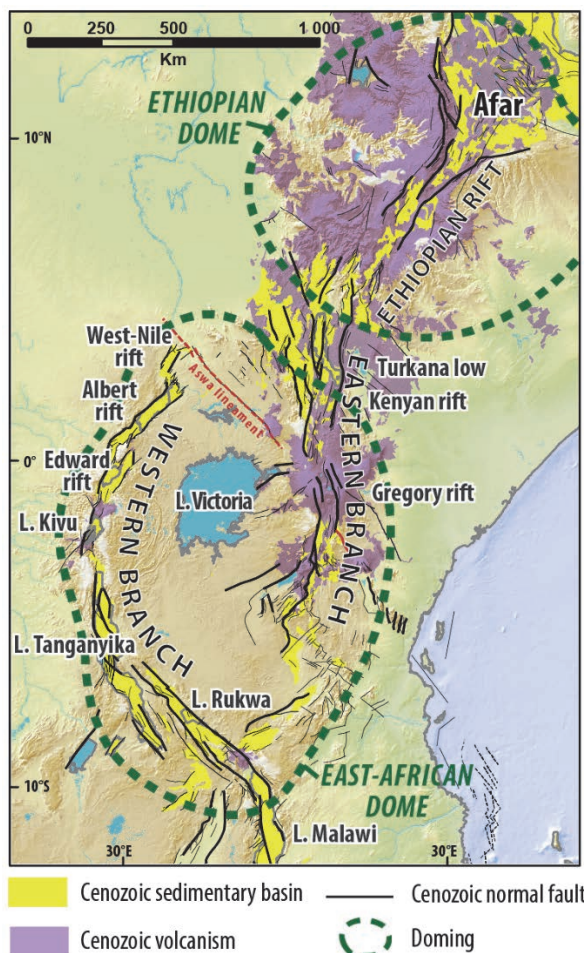 0 250 500 1 000
Km
ETHIOPIAN
DOME
Afar
10°N
ETHIOPIAN RIFT
West-Nile
rift
Aswa lineament
Turkana low
Albert
rift
Kenyan rift
EASTERN BRANCH
WESTERN BRANCH
0°
Edward
rift
L. Victoria
Gregory rift
L. Kivu
L. Tanganyika
L. Rukwa
10°S
EAST-AFRICAN
DOME
L. Malawi
30°E
30°E
Cenozoic sedimentary basin
Cenozoic normal fault
Cenozoic volcanism
Doming